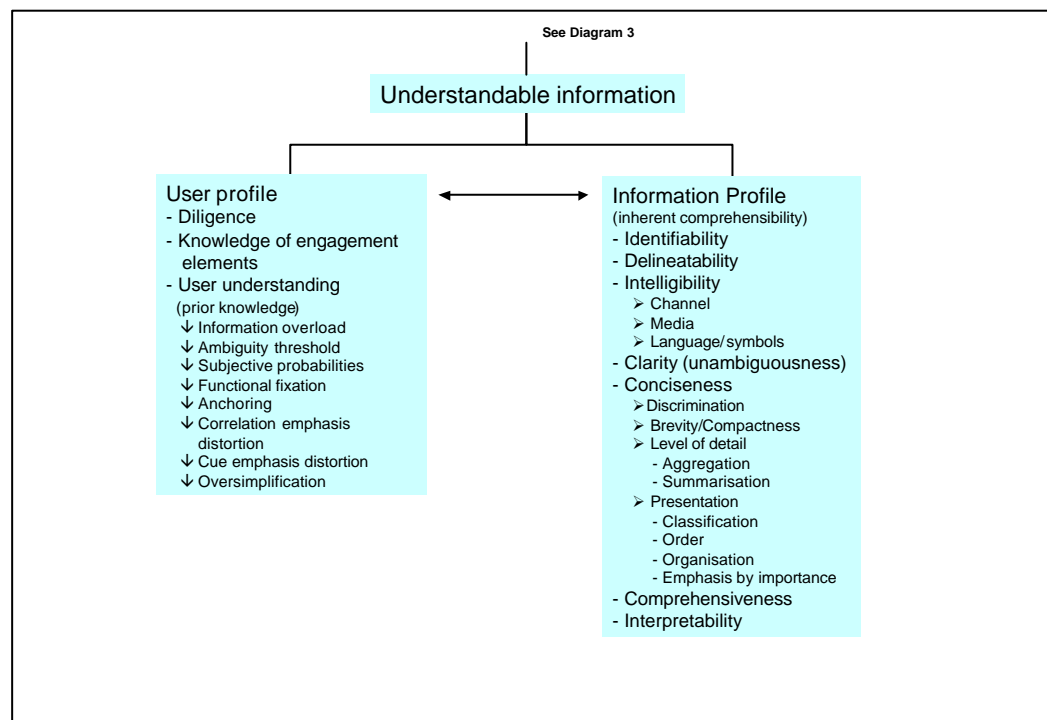 See Diagram 3
Understandable information
User profile
- Diligence
- Knowledge of engagement
elements
- User understanding
(prior knowledge)
↓ Information overload
↓ Ambiguity threshold
↓ Subjective probabilities
↓ Functional fixation
↓ Anchoring
↓ Correlation emphasis
distortion
↓ Cue emphasis distortion
↓ Oversimplification
Information Profile
(inherent comprehensibility)
- Identifiability
- Delineatability
- Intelligibility
➢ Channel
➢ Media
➢ Language/symbols
- Clarity (unambiguousness)
- Conciseness
➢Discrimination
➢ Brevity/Compactness
➢ Level of detail
- Aggregation
- Summarisation
➢ Presentation
- Classification
- Order
- Organisation
- Emphasis by importance
- Comprehensiveness
- Interpretability